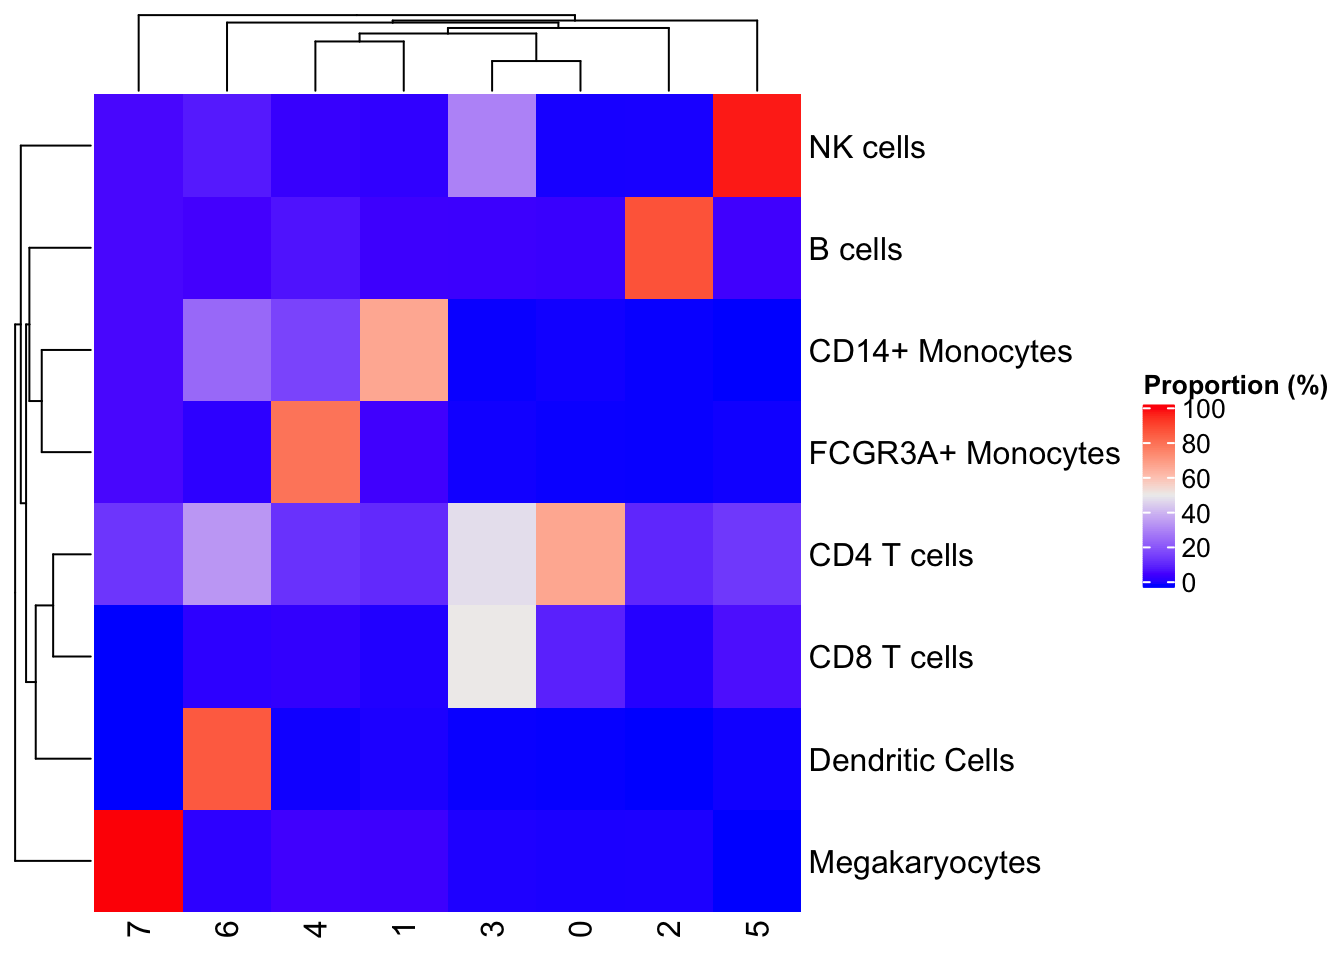 NK cells
B cells
CD14+ Monocytes
FCGR3A+ Monocytes
CD4 T cells
CD8 T cells
Dendritic Cells
Megakaryocytes
7 6 4 1 3 0 2 5
Proportion (%)
100
80
60
40
20
0